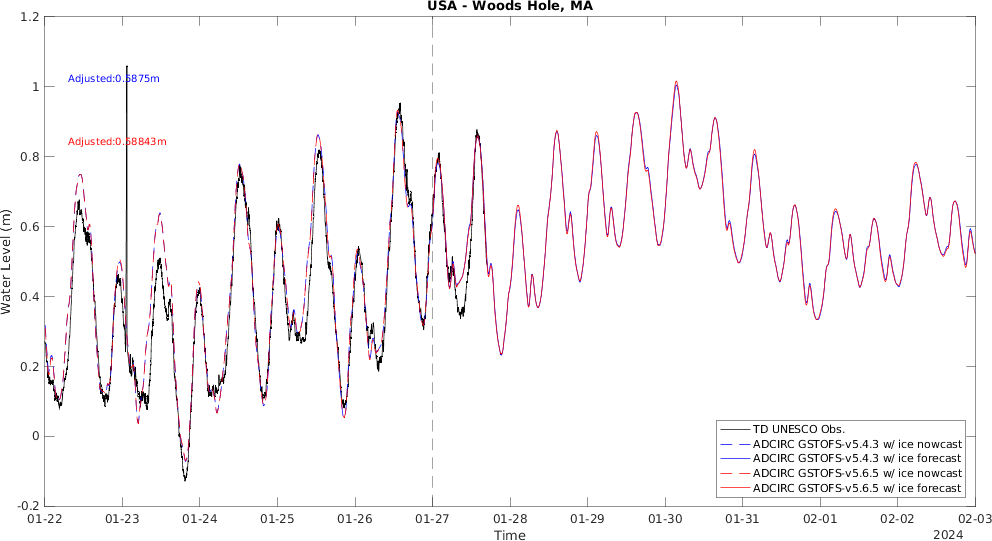 USA - Woods Hole, MA
1.2
1
0.8
0.6
0.4
0.2
0
-0.2
Water Level (m)
Adjusted:0.6875m
Adjusted:0.68843m
TD UNESCO Obs.
ADCIRC GSTOFS-v5.4.3 w/ ice nowcast
ADCIRC GSTOFS-v5.4.3 w/ ice forecast
ADCIRC GSTOFS-v5.6.5 w/ ice nowcast
ADCIRC GSTOFS-v5.6.5 w/ ice forecast
01-22 01-23 01-24 01-25 01-26 01-27 01-28 01-29 01-30 01-31 02-01 02-02 02-03
Time
2024